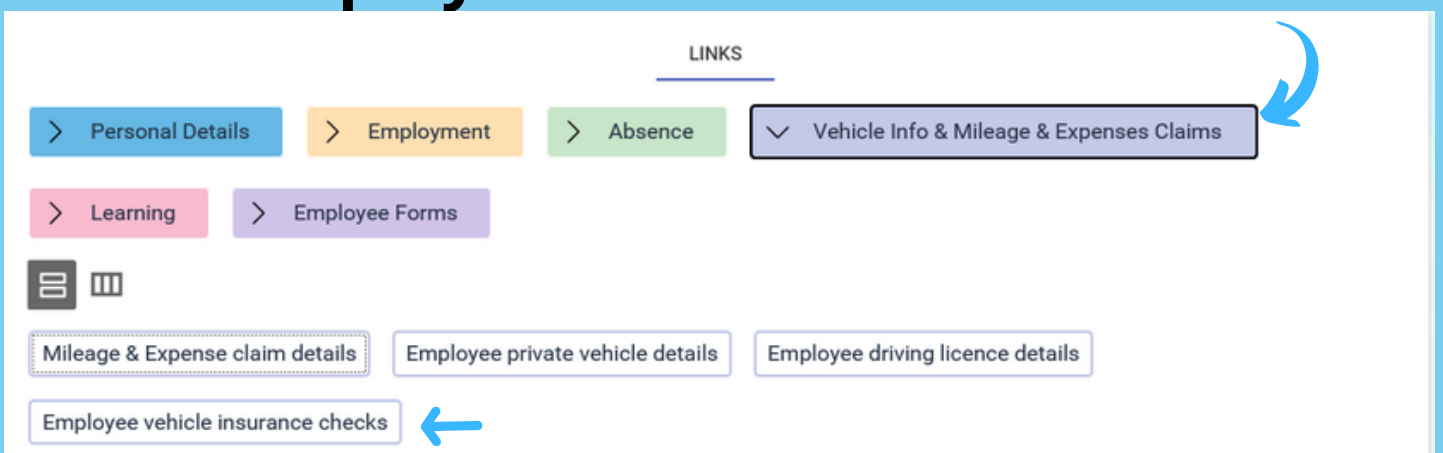 LINKS
Personal Details
Employment
Absence
Vehicle Info & Mileage & Expenses Claims
Learning
Employee Forms
Mileage & Expense claim details
Employee private vehicle details
Employee driving licence details
Employee vehicle insurance checks